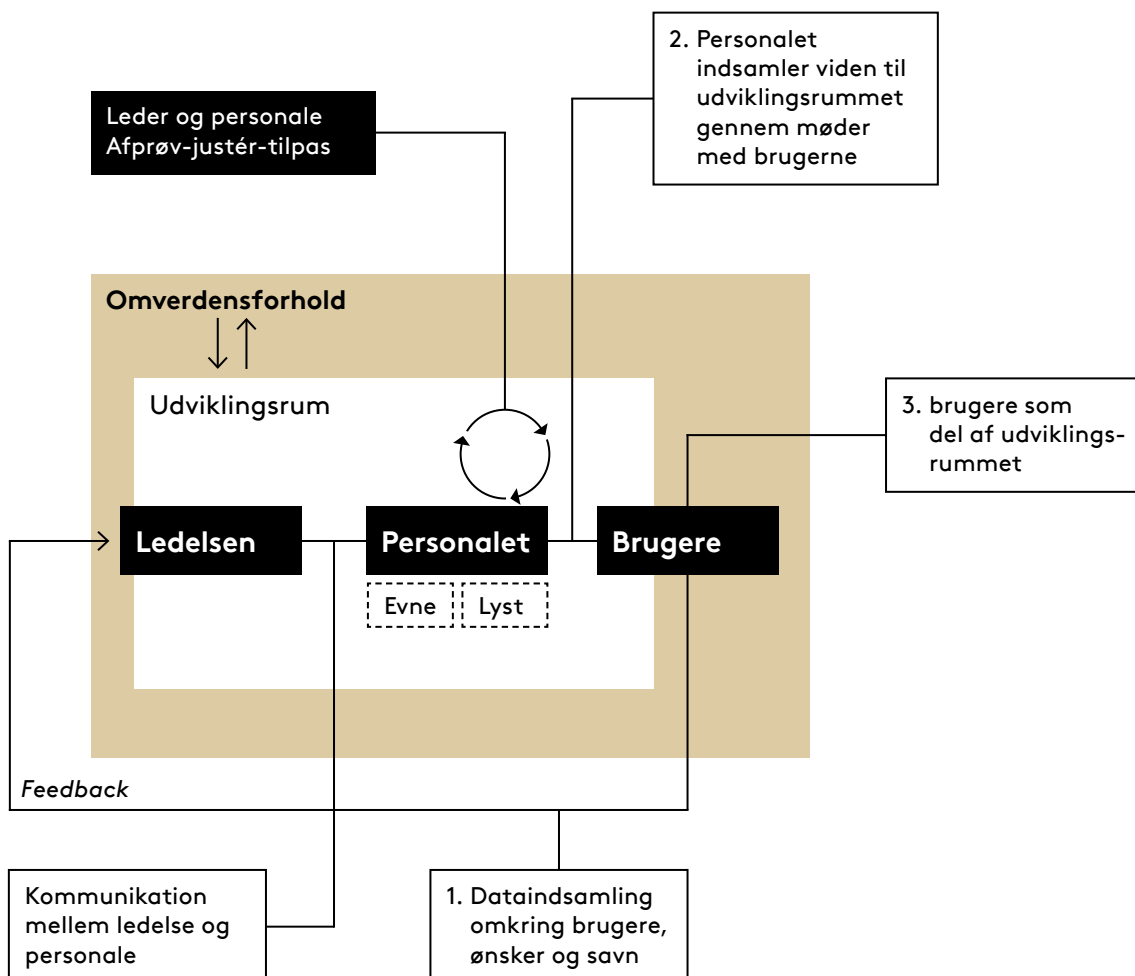 2. Personalet
indsamler viden til
udviklingsrummet
gennem møder
med brugerne
Leder og personale
Afprøv-justér-tilpas
Omverdensforhold
Udviklingsrum
3. brugere som
del af udviklings-
rummet
Ledelsen
Personalet
Brugere
Evne
Lyst
Feedback
Kommunikation
mellem ledelse og
personale
1. Dataindsamling
omkring brugere,
ønsker og savn